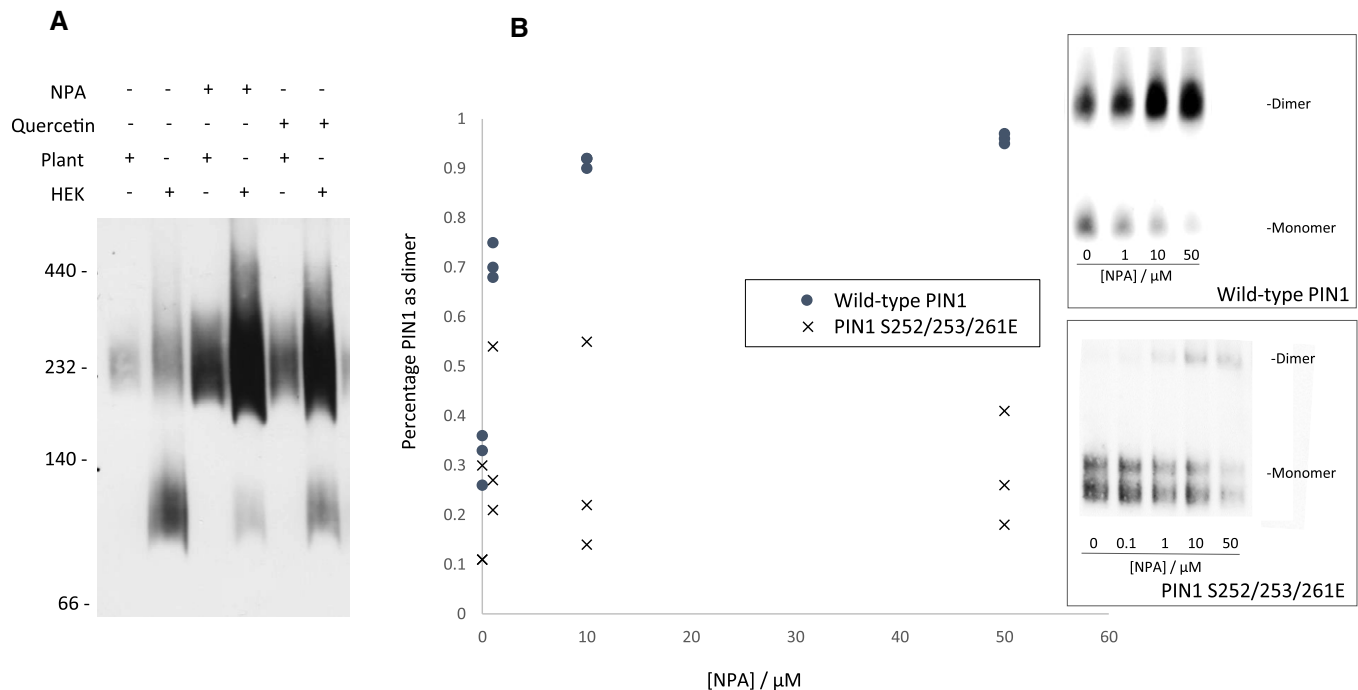 A
NPA - - + + - -
Quercetin - - - - + +
Plant + - + - + -
HEK - + - + - +
440 -
232 -
140 -
66 -
B
Percentage PIN1 as dimer
1
0.9
0.8
0.7
0.6
0.5
0.4
0.3
0.2
0.1
0
0 10 20 30 40 50 60
[NPA] / µM
Wild-type PIN1
PIN1 S252/253/261E
-Dimer
-Monomer
0 1 10 50
[NPA] / µM
Wild-type PIN1
-Dimer
-Monomer
0 0.1 1 10 50
[NPA] / µM
PIN1 S252/253/261E